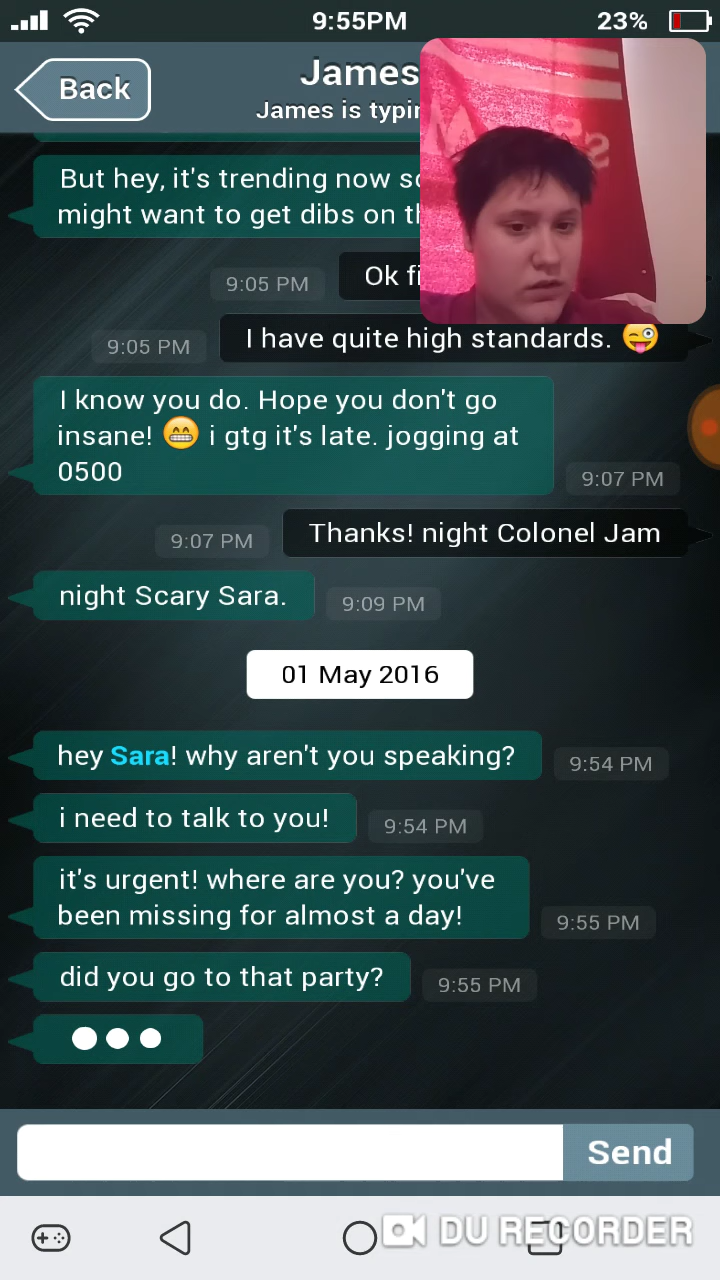 9:55PM
23%
Back
James
James is typin
But hey, it's trending now so
might want to get dibs on th
9:05 PM
Ok fi
9:05 PM
I have quite high standards. 😜
I know you do. Hope you don't go
insane! 😁 i gtg it's late. jogging at
0500
9:07 PM
9:07 PM
Thanks! night Colonel Jam
night Scary Sara.
9:09 PM
01 May 2016
hey Sara! why aren't you speaking?
9:54 PM
i need to talk to you!
9:54 PM
it's urgent! where are you? you've
been missing for almost a day!
9:55 PM
did you go to that party?
9:55 PM
Send
DU RECORDER